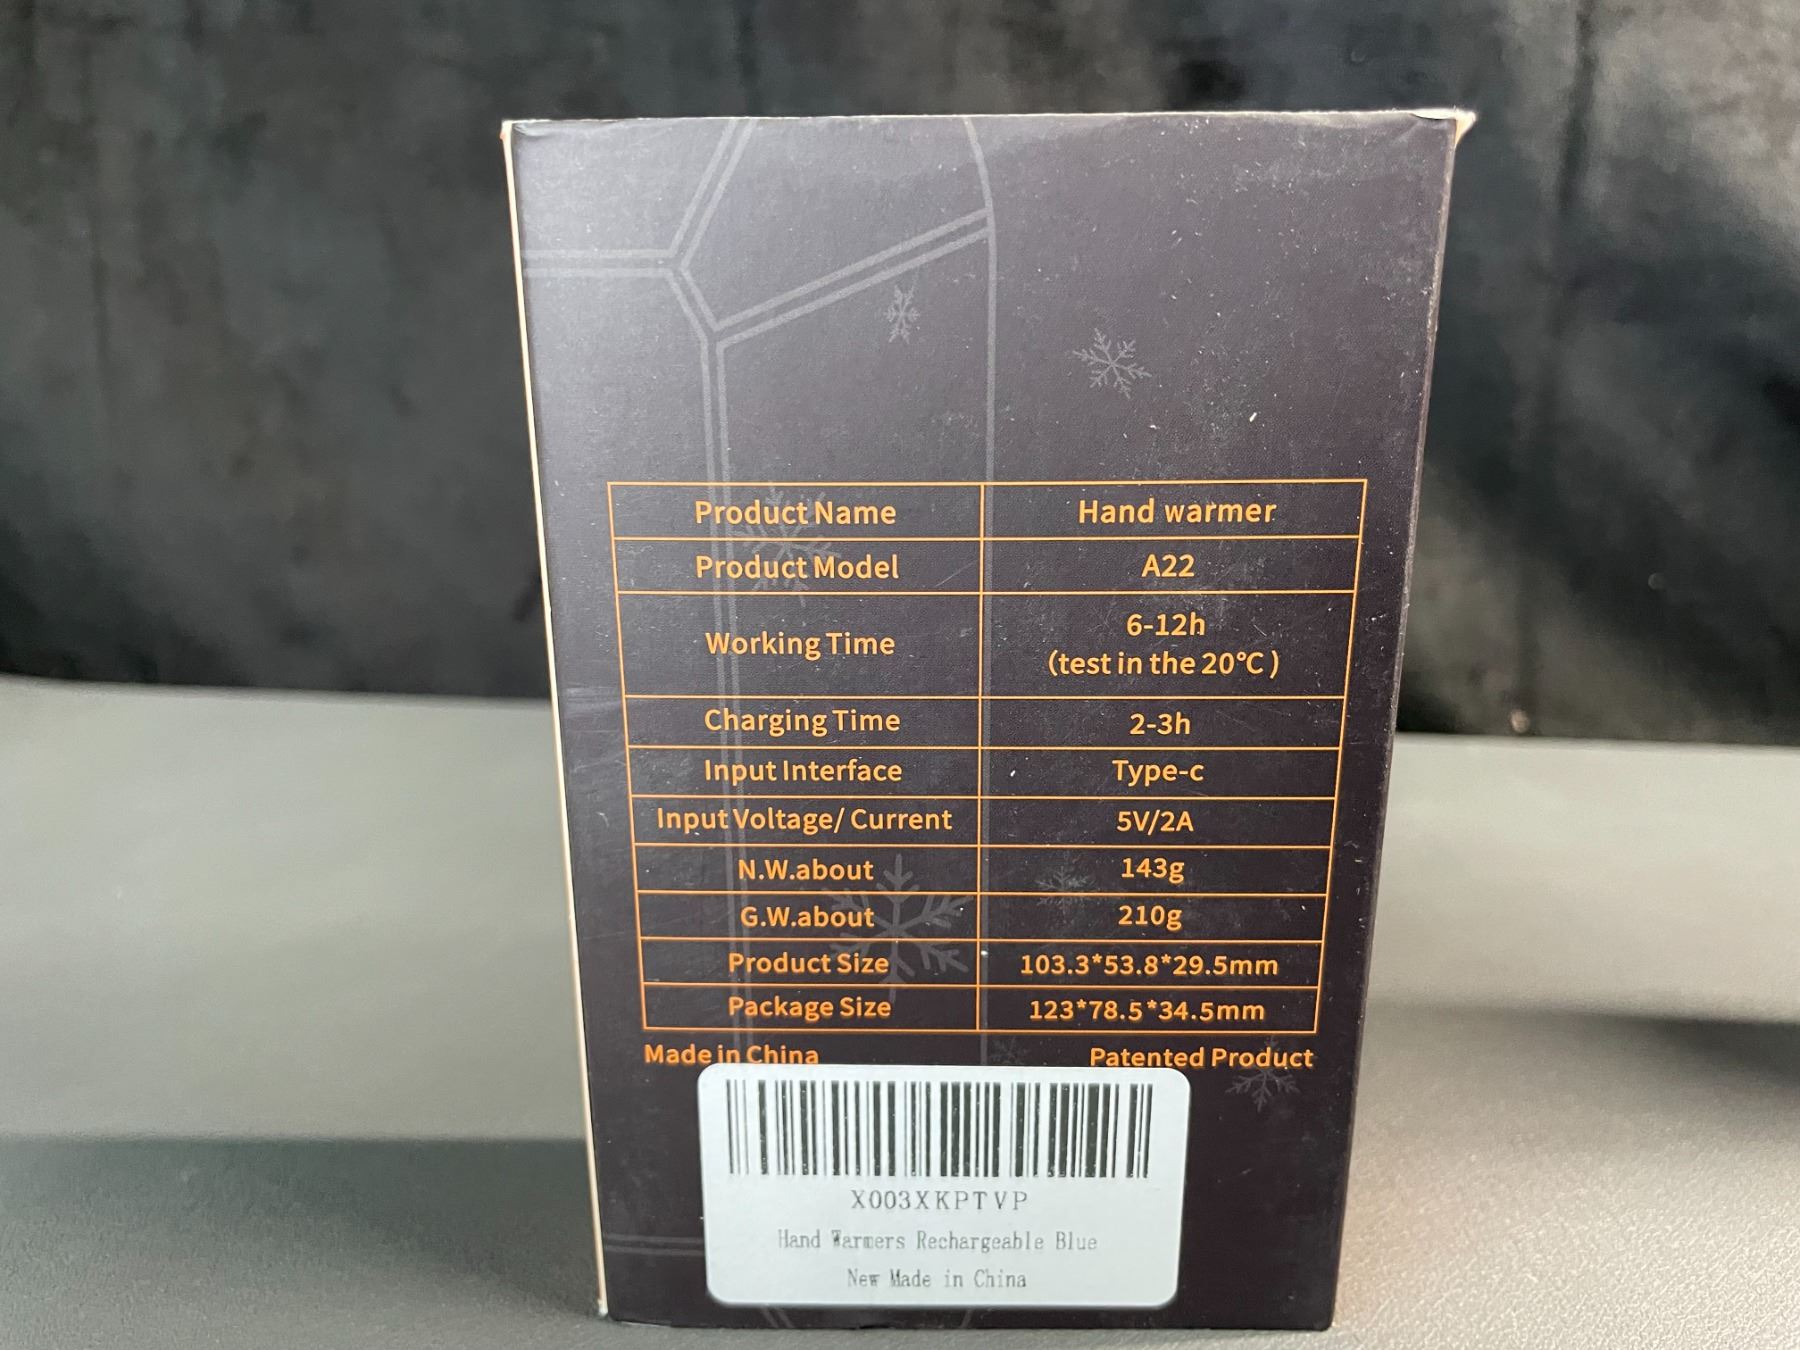 Product Name Hand warmer
Product Model A22
Working Time 6-12h
(test in the 20℃)
Charging Time 2-3h
Input Interface Type-c
Input Voltage/ Current 5V/2A
N.W.about 143g
G.W.about 210g
Product Size 103.3*53.8*29.5mm
Package Size 123*78.5*34.5mm
Made in China Patented Product
X003XKPTVP
Hand Warmers Rechargeable Blue
New Made in China